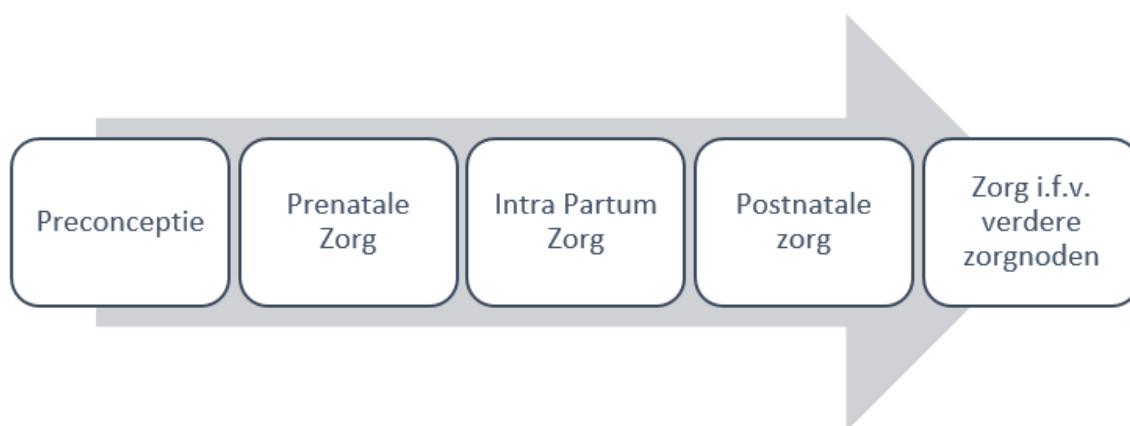 Preconceptie
Prenatale
Zorg
Intra Partum
Zorg
Postnatale
zorg
Zorg i.f.v.
verdere
zorgnoden